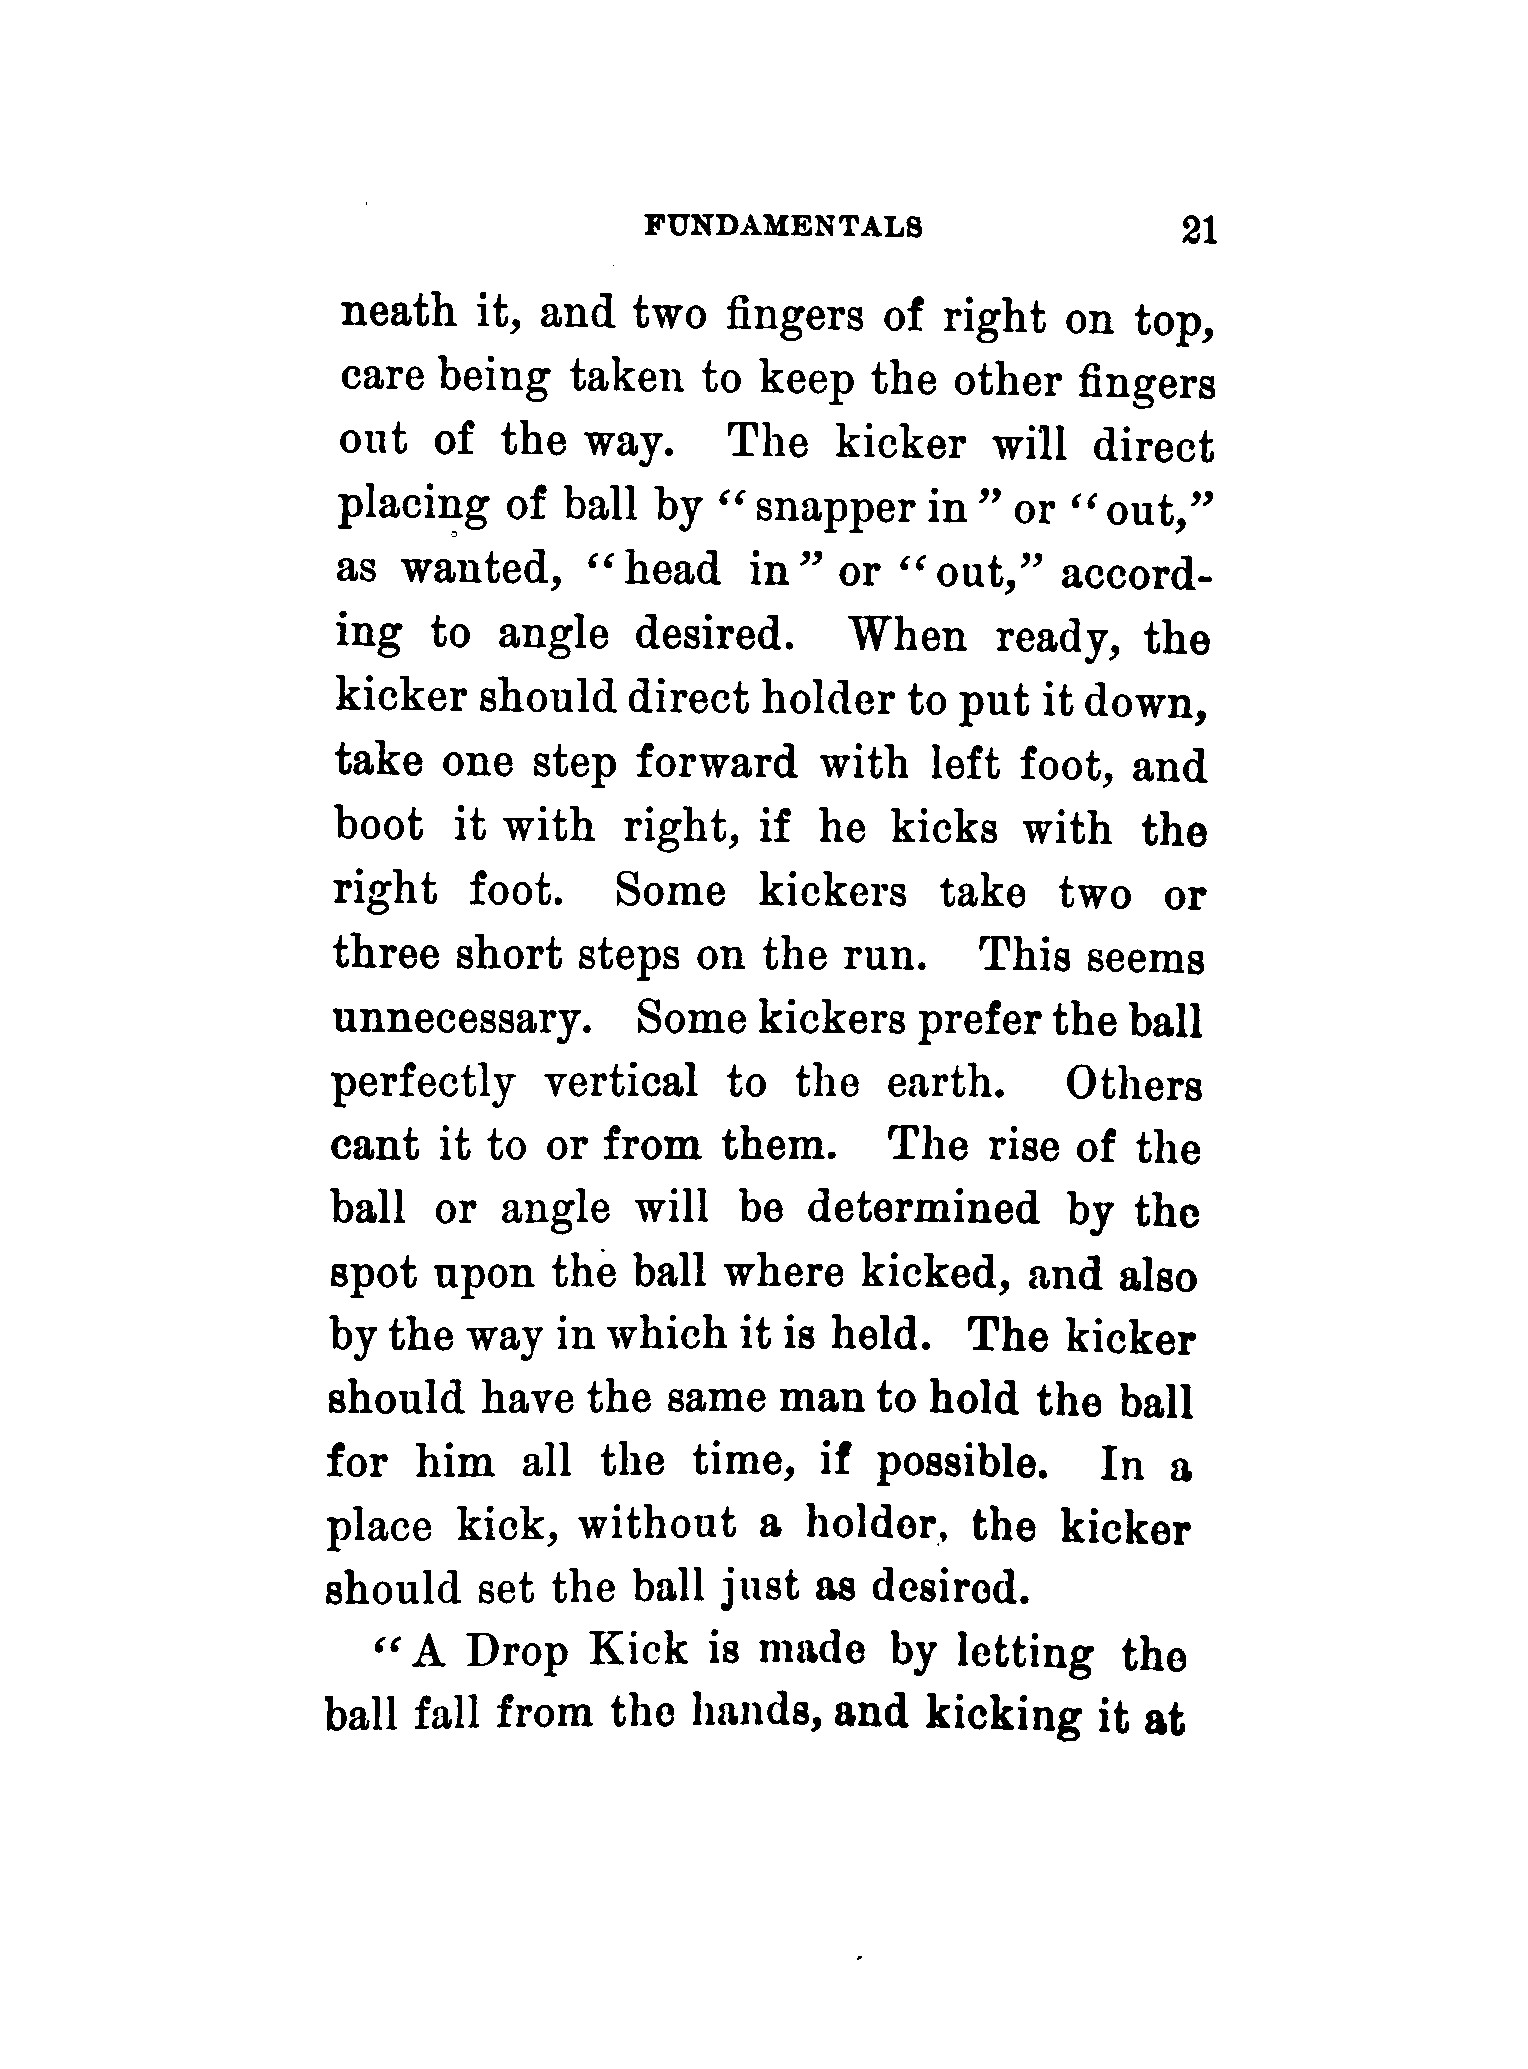 FUNDAMENTALS 21
neath it, and two fingers of right on top,
care being taken to keep the other fingers
out of the way. The kicker will direct
placing of ball by “snapper in” or “out,”
as wanted, “head in” or “out,” accord-
ing to angle desired. When ready, the
kicker should direct holder to put it down,
take one step forward with left foot, and
boot it with right, if he kicks with the
right foot. Some kickers take two or
three short steps on the run. This seems
unnecessary. Some kickers prefer the ball
perfectly vertical to the earth. Others
cant it to or from them. The rise of the
ball or angle will be determined by the
spot upon the ball where kicked, and also
by the way in which it is held. The kicker
should have the same man to hold the ball
for him all the time, if possible. In a
place kick, without a holder, the kicker
should set the ball just as desired.
“A Drop Kick is made by letting the
ball fall from the hands, and kicking it at